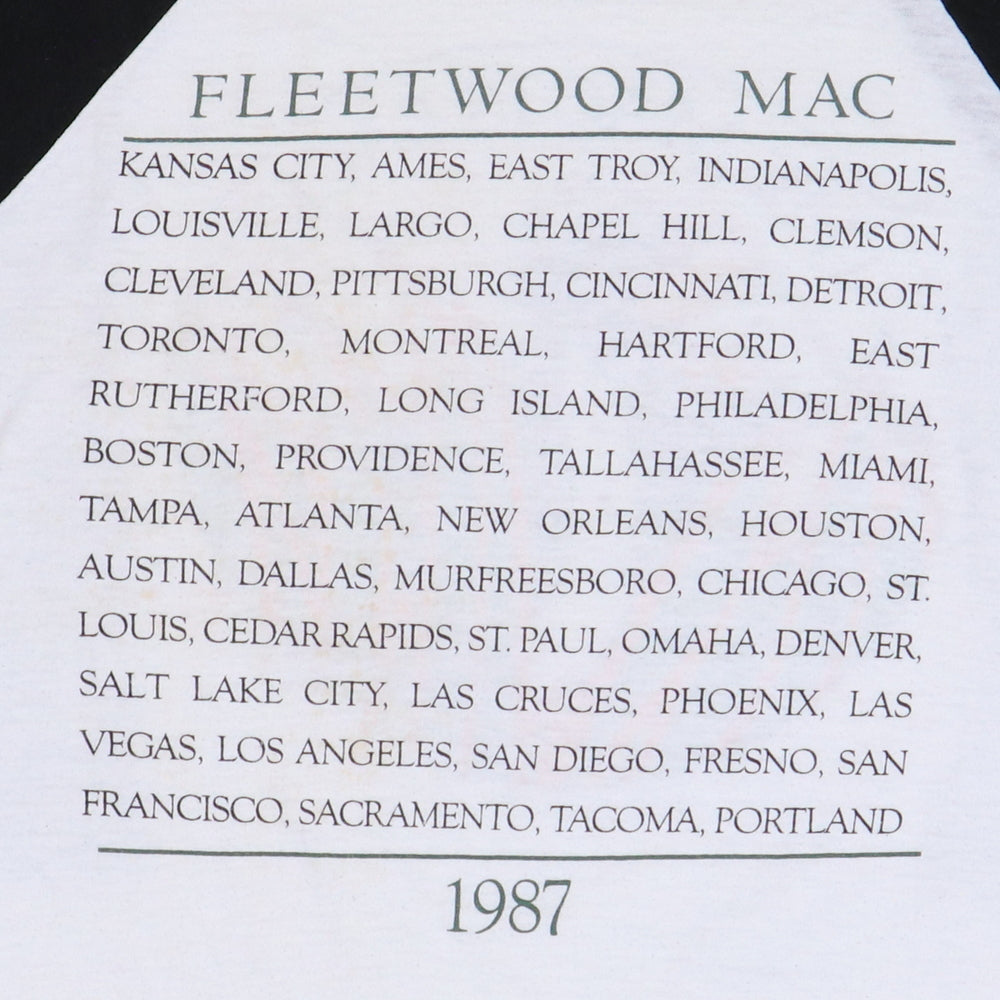 FLEETWOOD MAC
KANSAS CITY, AMES, EAST TROY, INDIANAPOLIS,
LOUISVILLE, LARGO, CHAPEL HILL, CLEMSON,
CLEVELAND, PITTSBURGH, CINCINNATI, DETROIT,
TORONTO, MONTREAL, HARTFORD, EAST
RUTHERFORD, LONG ISLAND, PHILADELPHIA,
BOSTON, PROVIDENCE, TALLAHASSEE, MIAMI,
TAMPA, ATLANTA, NEW ORLEANS, HOUSTON,
AUSTIN, DALLAS, MURFREESBORO, CHICAGO, ST.
LOUIS, CEDAR RAPIDS, ST. PAUL, OMAHA, DENVER,
SALT LAKE CITY, LAS CRUCES, PHOENIX, LAS
VEGAS, LOS ANGELES, SAN DIEGO, FRESNO, SAN
FRANCISCO, SACRAMENTO, TACOMA, PORTLAND
1987